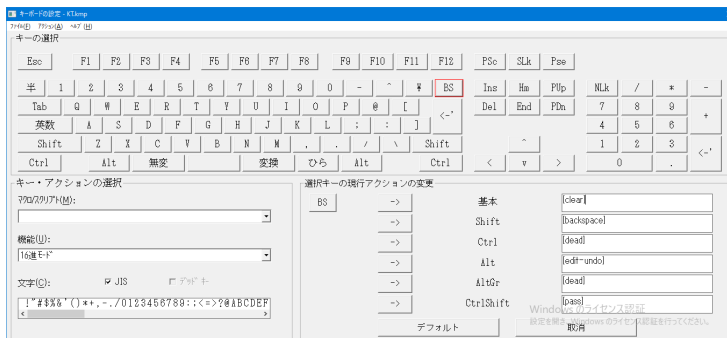 キーボードの設定 - KT.kmp
ファイル(F) アクション(A) ヘルプ(H)
キーの選択
Esc F1 F2 F3 F4 F5 F6 F7 F8 F9 F10 F11 F12 PSc SLk Pse
半 1 2 3 4 5 6 7 8 9 0 - ^ ¥ BS Ins Hm PUp NLk / * -
Tab Q W E R T Y U I O P @ [ <-' Del End PDn 7 8 9 +
英数 A S D F G H J K L ; : ] 4 5 6
Shift Z X C V B N M , . / \ Shift ^ 1 2 3 <-'
Ctrl Alt 無変 変換 ひら Alt Ctrl < v > 0 .
キー・アクションの選択
マクロ/スクリプト(M):
機能(U):
16進モード
文字(C): JIS デッドキー
!"#$%&'()*+,-./0123456789:;<=>?@ABCDEF
選択キーの現行アクションの変更
BS -> 基本 [clear]
-> Shift [backspace]
-> Ctrl [dead]
-> Alt [edit-undo]
-> AltGr [dead]
-> CtrlShift [pass]
デフォルト 取消
Windows のライセンス認証
設定を開き、Windows のライセンス認証を行ってください。